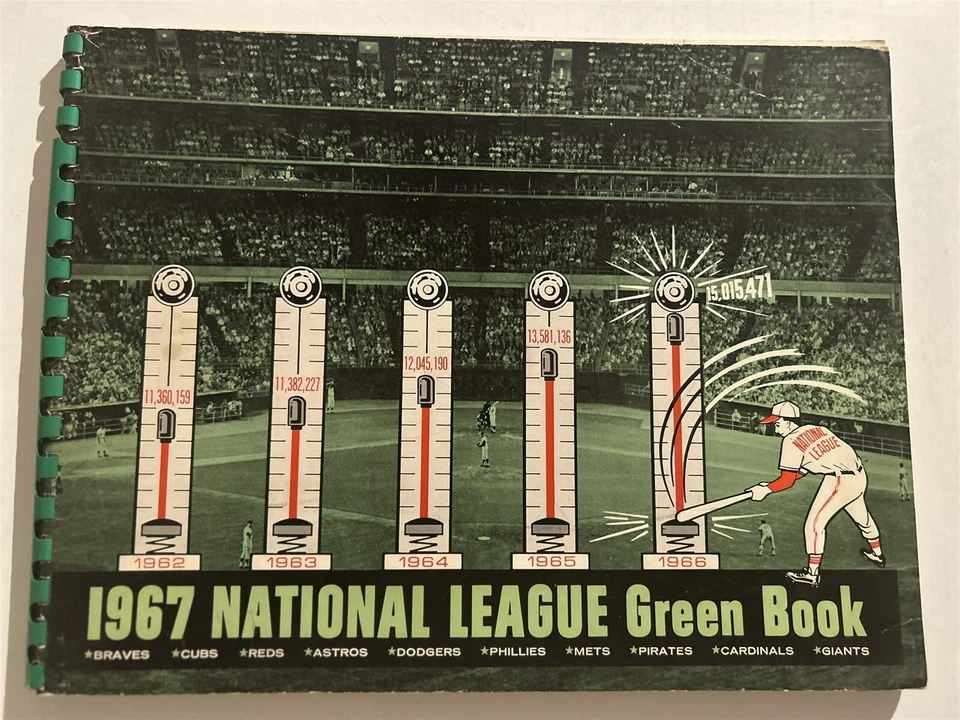 15,015,471
13,581,136
12,045,190
11,382,227
11,360,159
NATIONAL
LEAGUE
1962 1963 1964 1965 1966
1967 NATIONAL LEAGUE Green Book
★BRAVES ★CUBS ★REDS ★ASTROS ★DODGERS ★PHILLIES ★METS ★PIRATES ★CARDINALS ★GIANTS